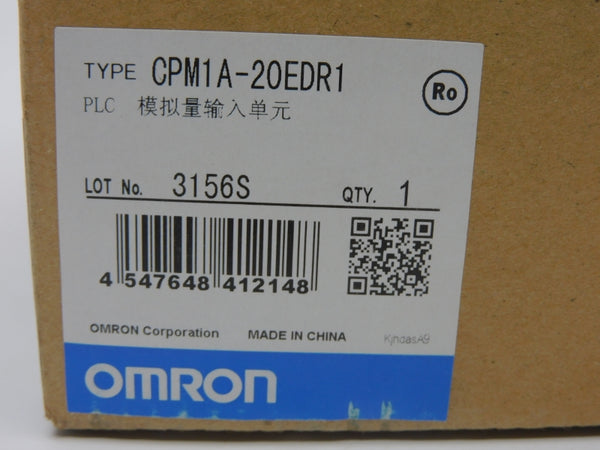 TYPE CPM1A-20EDR1
Ro
PLC 模拟量输入单元
LOT No. 3156S QTY. 1
4 547648 412148
OMRON Corporation MADE IN CHINA KjhdasA9
OMRON